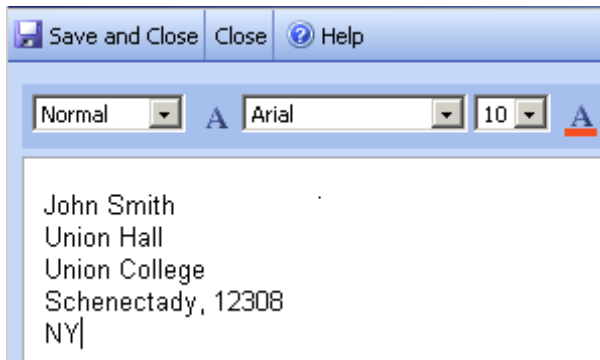 Save and Close Close Help
Normal A Arial 10 A
John Smith
Union Hall
Union College
Schenectady, 12308
NY